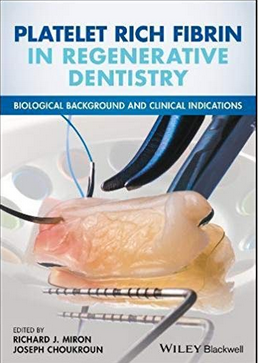 PLATELET RICH FIBRIN
IN REGENERATIVE
DENTISTRY
BIOLOGICAL BACKGROUND AND CLINICAL INDICATIONS
EDITED BY
RICHARD J. MIRON
JOSEPH CHOUKROUN
WILEY Blackwell